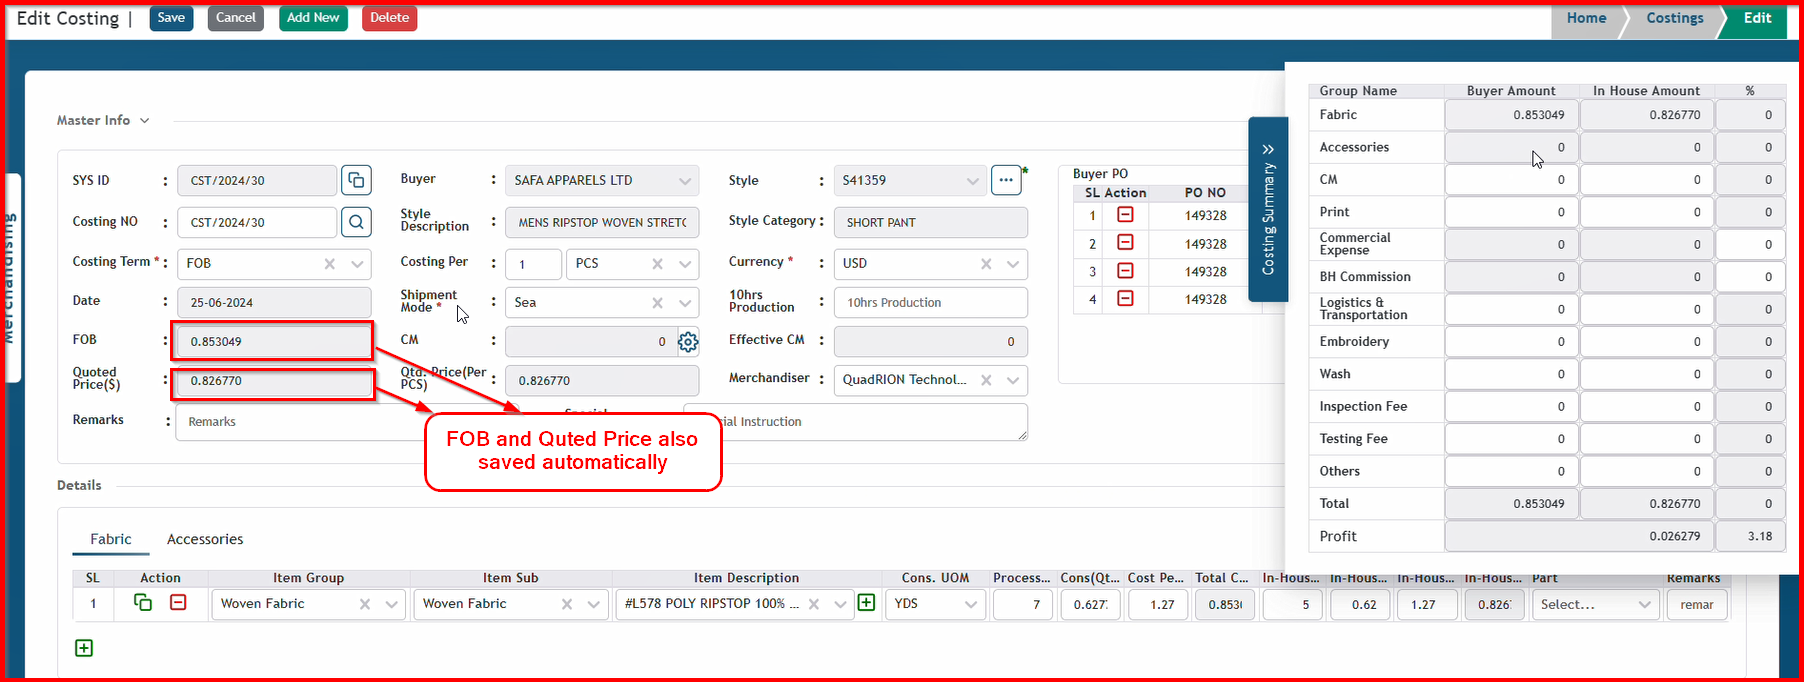 Edit Costing | Save Cancel Add New Delete Home Costings Edit
Merchandising
Master Info
SYS ID : CST/2024/30 Buyer : SAFA APPARELS LTD Style : S41359 ... *
Costing NO : CST/2024/30 Style Description : MENS RIPSTOP WOVEN STRETC Style Category : SHORT PANT
Costing Term * : FOB Costing Per : 1 PCS Currency * : USD
Date : 25-06-2024 Shipment Mode * : Sea 10hrs Production : 10hrs Production
FOB : 0.853049 CM : 0 Effective CM : 0
Quoted Price($) : 0.826770 Qtd. Price(Per PCS) : 0.826770 Merchandiser : QuadRION Technol...
Remarks : Remarks ial Instruction
FOB and Quted Price also
saved automatically
Buyer PO
SL Action PO NO
1 149328
2 149328
3 149328
4 149328
Costing Summary
Group Name Buyer Amount In House Amount %
Fabric 0.853049 0.826770 0
Accessories 0 0 0
CM 0 0 0
Print 0 0 0
Commercial Expense 0 0 0
BH Commission 0 0 0
Logistics & Transportation 0 0 0
Embroidery 0 0 0
Wash 0 0 0
Inspection Fee 0 0 0
Testing Fee 0 0 0
Others 0 0 0
Total 0.853049 0.826770 0
Profit 0.026279 3.18
Details
Fabric Accessories
SL Action Item Group Item Sub Item Description Cons. UOM Process... Cons(Qt... Cost Pe... Total C... In-Hous... In-Hous... In-Hous... In-Hous... Part Remarks
1 Woven Fabric Woven Fabric #L578 POLY RIPSTOP 100% ... YDS 7 0.627 1.27 0.853 5 0.62 1.27 0.826 Select... remar